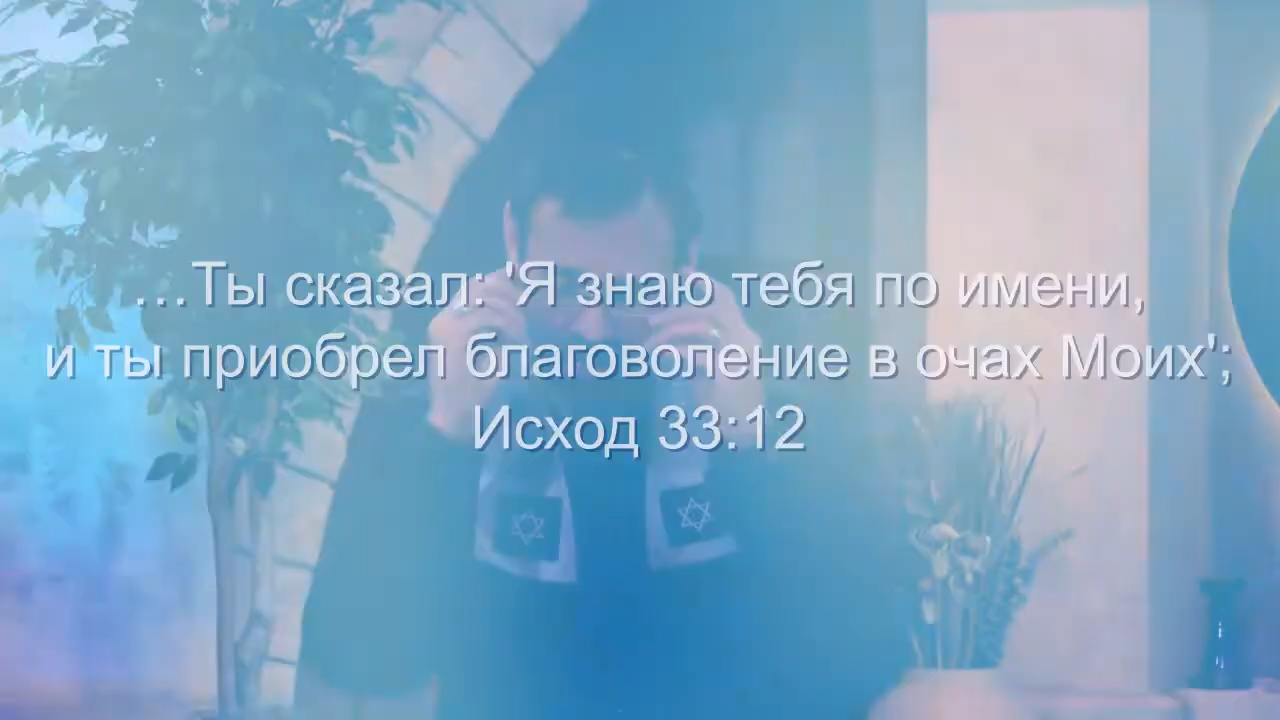 …Ты сказал: 'Я знаю тебя по имени,
и ты приобрел благоволение в очах Моих';
Исход 33:12